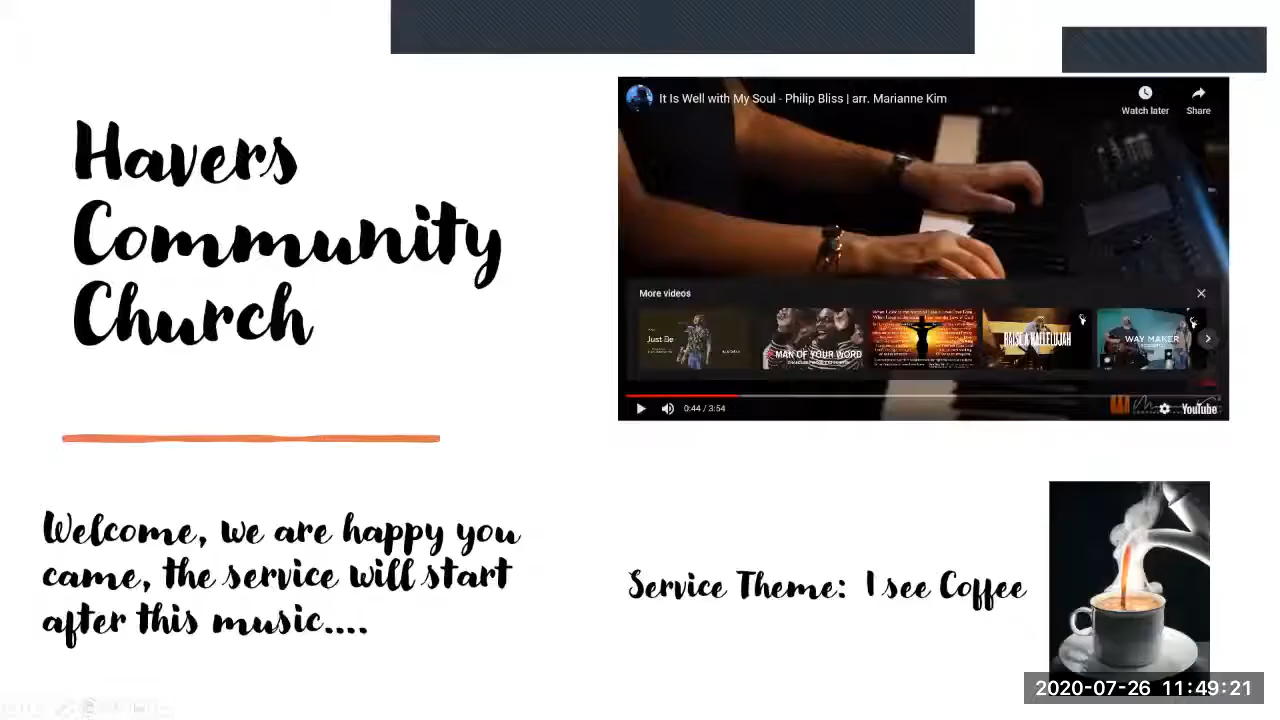 Havers
Community
Church
Welcome, we are happy you
came, the service will start
after this music....
It Is Well with My Soul - Philip Bliss | arr. Marianne Kim
Watch later
Share
More videos
Just Be
MAN OF YOUR WORD
RAISE A HALLELUJAH
WAY MAKER
0:44 / 3:54
YouTube
Service Theme: I see Coffee
2020-07-26 11:49:21